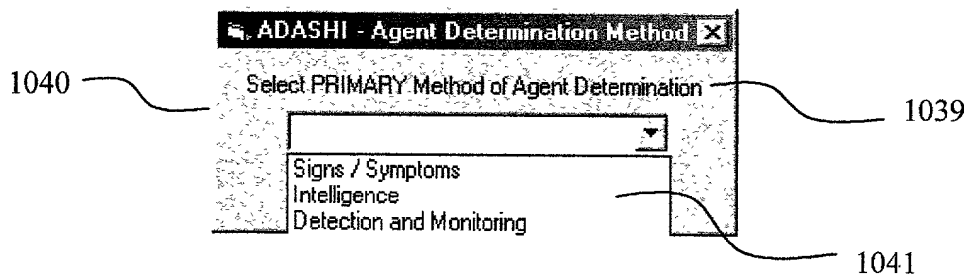 ADASHI - Agent Determination Method
1040
Select PRIMARY Method of Agent Determination
1039
Signs / Symptoms
Intelligence
Detection and Monitoring
1041